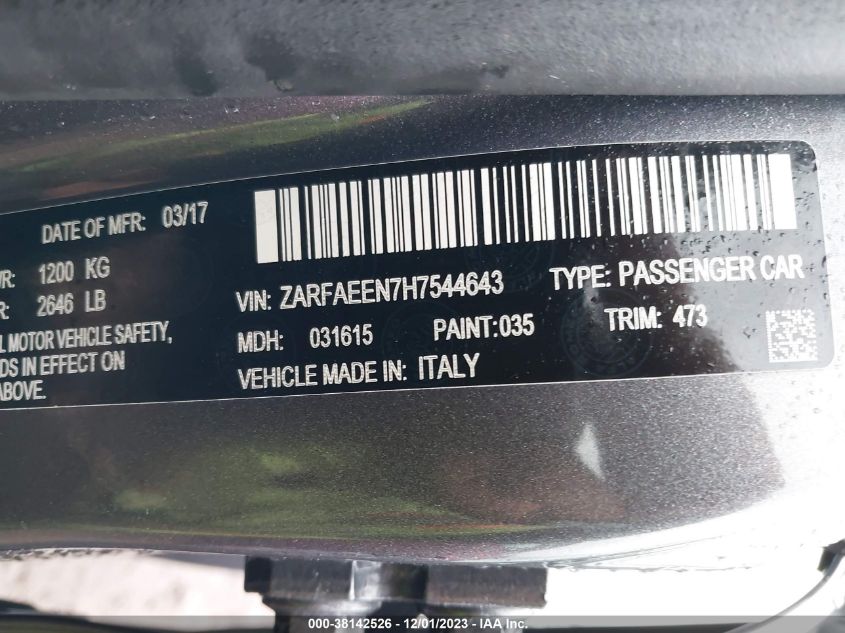 DATE OF MFR: 03/17
WR: 1200 KG
R: 2646 LB
L MOTOR VEHICLE SAFETY,
DS IN EFFECT ON
ABOVE.
VIN: ZARFAEEN7H7544643
TYPE: PASSENGER CAR
MDH: 031615
PAINT:035
TRIM: 473
VEHICLE MADE IN: ITALY
000-38142526 - 12/01/2023 - IAA Inc.